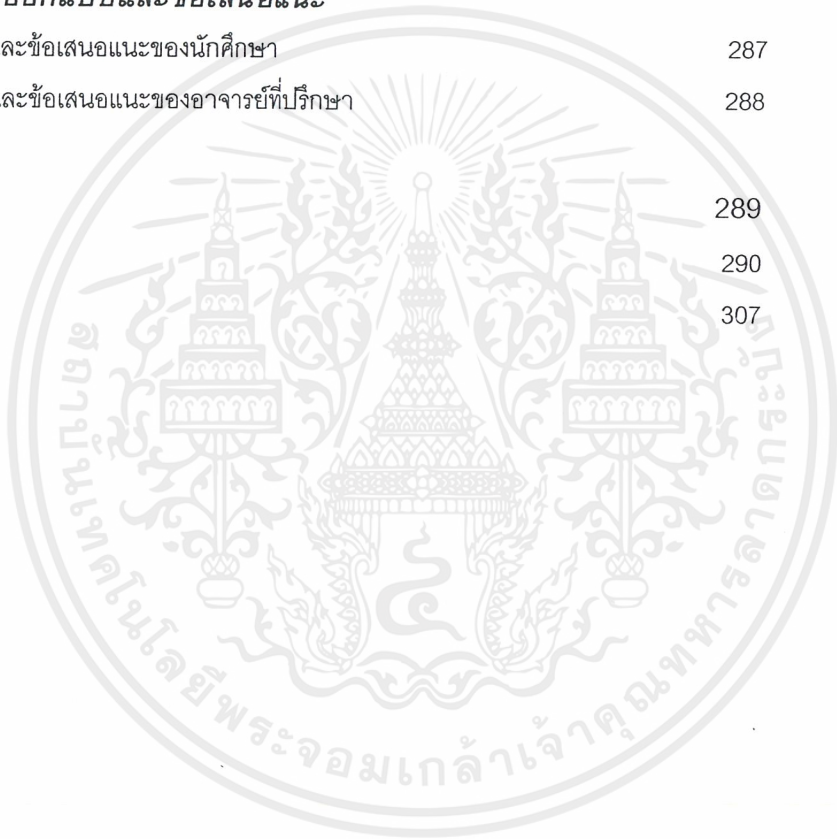 ละข้อเสนอแนะของนักศึกษา 287
ละข้อเสนอแนะของอาจารย์ที่ปรึกษา 288
289
290
307
สถาบันเทคโนโลยีพระจอมเกล้าเจ้าคุณทหารลาดกระบัง